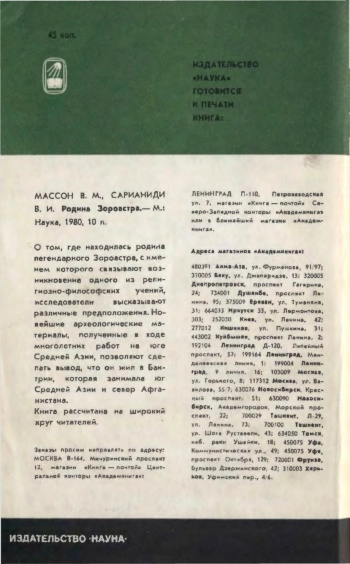 45 коп.
ИЗДАТЕЛЬСТВО
«НАУКА»
ГОТОВИТСЯ
К ПЕЧАТИ
КНИГА:
МАССОН В. М., САРИАНИДИ
В. И. Родина Зороастра.— М.:
Наука, 1980, 10 л.
О том, где находилась родина
легендарного Зороастра, с име-
нем которого связывают воз-
никновение одного из рели-
гиозно-философских учений,
исследователи высказывают
различные предположения. Но-
вейшие археологические ма-
териалы, полученные в ходе
многолетних работ на юге
Средней Азии, позволяют сде-
лать вывод, что он жил в Бак-
трии, которая занимала юг
Средней Азии и север Афга-
нистана.
Книга рассчитана на широкий
круг читателей.
Заказы просим направлять по адресу:
МОСКВА В-164, Мичуринский проспект
12, магазин «Книга — почтой» Цент-
ральной конторы «Академкнига»
ЛЕНИНГРАД П-110, Петрозаводская
ул. 7, магазин «Книга — почтой» Се-
веро-Западной конторы «Академкнига»
или в ближайший магазин «Академ-
книга».
Адреса магазинов «Академкнига»:
480391 Алма-Ата, ул. Фурманова, 91/97;
370005 Баку, ул. Джапаридзе, 13; 320005
Днепропетровск, проспект Гагарина,
24; 734001 Душанбе, проспект Ле-
нина, 95; 375009 Ереван, ул. Туманяна,
31; 664033 Иркутск 33, ул. Лермонтова,
303; 252030 Киев, ул. Ленина, 42;
277012 Кишинев, ул. Пушкина, 31;
443002 Куйбышев, проспект Ленина, 2;
192104 Ленинград Д-120, Литейный
проспект, 57; 199164 Ленинград, Мен-
делеевская линия, 1; 199004 Ленин-
град, 9 линия, 16; 103009 Москва,
ул. Горького, 8; 117312 Москва, ул. Ва-
вилова, 55/7; 630076 Новосибирск, Крас-
ный проспект, 51; 630090 Новоси-
бирск, Академгородок, Морской про-
спект, 22; 700029 Ташкент, Л-29,
ул. Ленина, 73; 700100 Ташкент,
ул. Шота Руставели, 43; 634050 Томск,
наб. реки Ушайки, 18; 450075 Уфа,
Коммунистическая ул., 49; 450075 Уфа,
проспект Октября, 129; 720001 Фрунзе,
бульвар Дзержинского, 42; 310003 Харь-
ков, Уфимский пер., 4/6.
ИЗДАТЕЛЬСТВО «НАУКА»